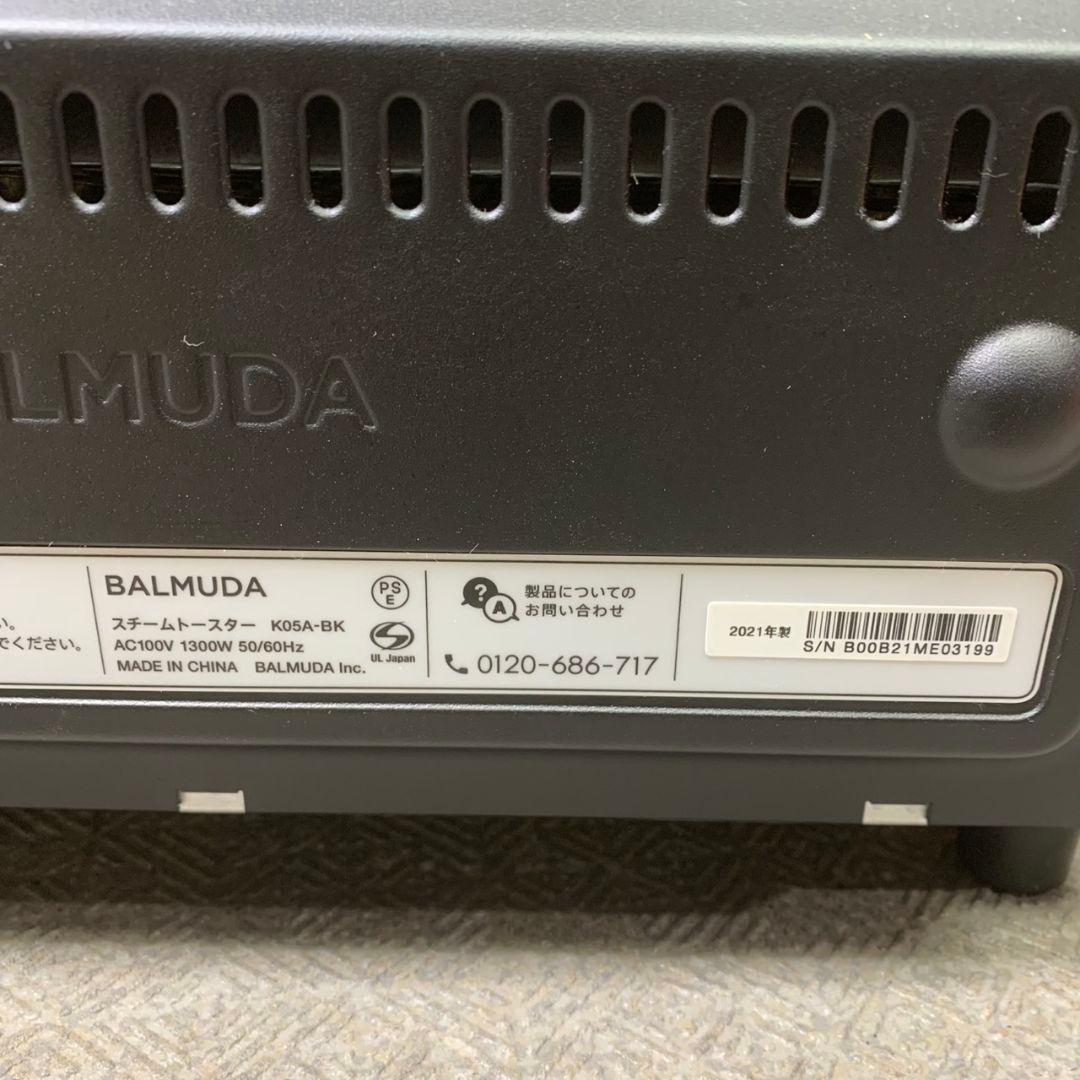 BALMUDA
い。
でください。
BALMUDA
スチームトースター K05A-BK
AC100V 1300W 50/60Hz
MADE IN CHINA BALMUDA Inc.
PS
E
UL Japan
?
A
製品についての
お問い合わせ
0120-686-717
2021年製
S/N B00B21ME03199